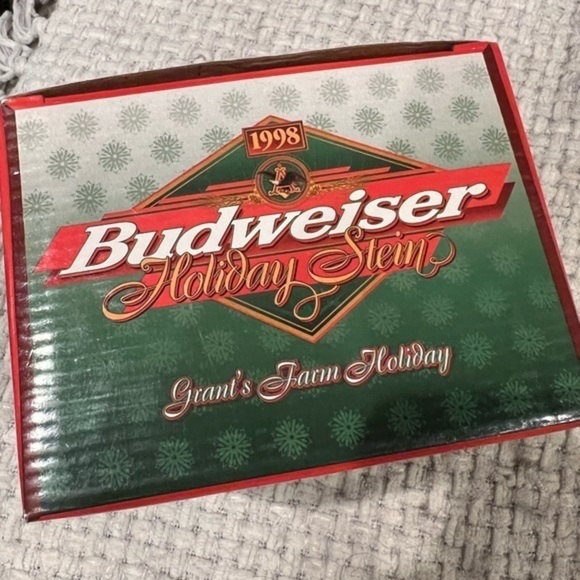 1998
Budweiser
Holiday Stein
Grant's Farm Holiday